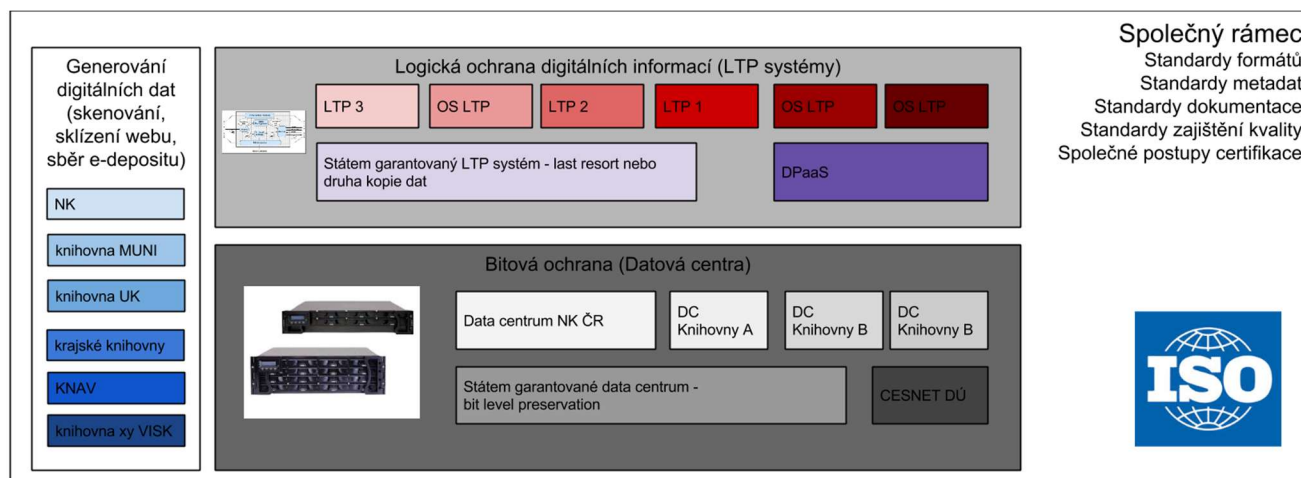 Generování
digitálních dat
(skenování,
sklízení webu,
sběr e-depositu)
NK
knihovna MUNI
knihovna UK
krajské knihovny
KNAV
knihovna xy VISK
Logická ochrana digitálních informací (LTP systémy)
LTP 3
OS LTP
LTP 2
LTP 1
OS LTP
OS LTP
Státem garantovaný LTP systém - last resort nebo
druha kopie dat
DPaaS
Bitová ochrana (Datová centra)
Data centrum NK ČR
DC
Knihovny A
DC
Knihovny B
DC
Knihovny B
Státem garantované data centrum -
bit level preservation
CESNET DÚ
Společný rámec
Standardy formátů
Standardy metadat
Standardy dokumentace
Standardy zajištění kvality
Společné postupy certifikace
ISO